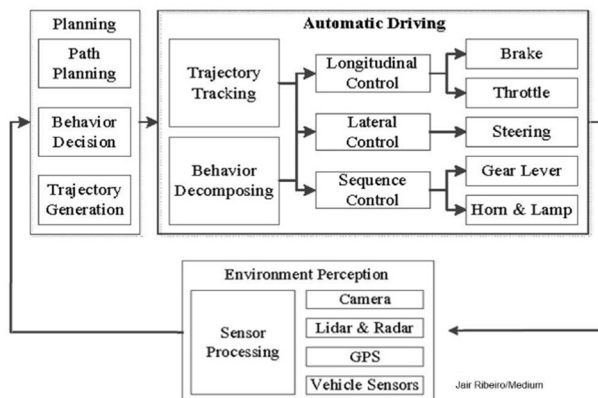 Planning
Path
Planning
Behavior
Decision
Trajectory
Generation
Automatic Driving
Trajectory
Tracking
Behavior
Decomposing
Longitudinal
Control
Lateral
Control
Sequence
Control
Brake
Throttle
Steering
Gear Lever
Horn & Lamp
Environment Perception
Sensor
Processing
Camera
Lidar & Radar
GPS
Vehicle Sensors
Jair Ribeiro/Medium